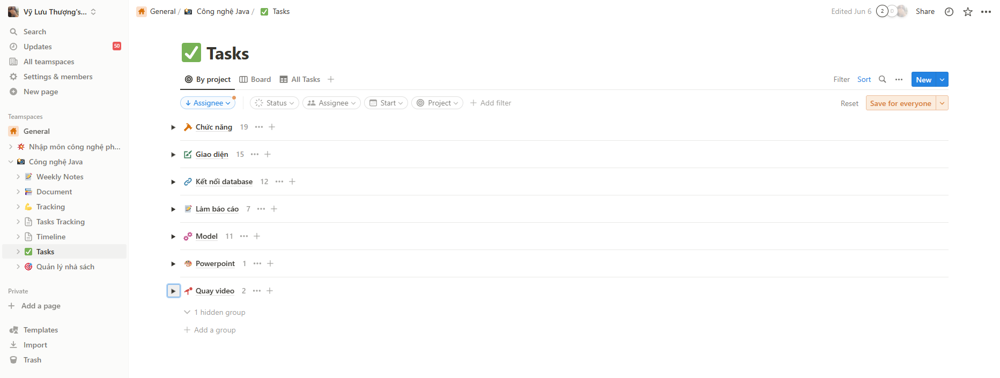 Vỹ Lưu Thượng's...
Search
Updates 50
All teamspaces
Settings & members
New page
Teamspaces
General
Nhập môn công nghệ ph...
Công nghệ Java
Weekly Notes
Document
Tracking
Tasks Tracking
Timeline
Tasks
Quản lý nhà sách
Private
Add a page
Templates
Import
Trash
General / Công nghệ Java / Tasks
Edited Jun 6 2 Đ Share
Tasks
By project Board All Tasks
Filter Sort New
Assignee Status Assignee Start Project Add filter
Reset Save for everyone
Chức năng 19
Giao diện 15
Kết nối database 12
Làm báo cáo 7
Model 11
Powerpoint 1
Quay video 2
1 hidden group
Add a group